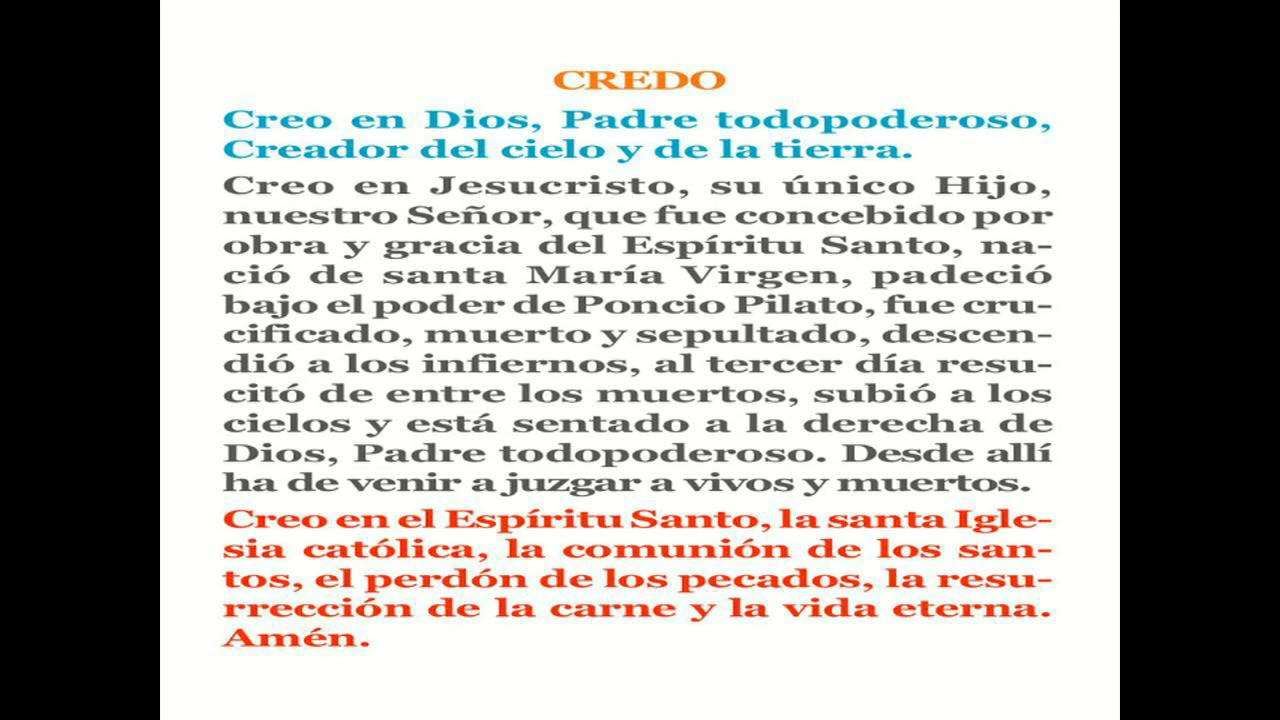 CREDO
Creo en Dios, Padre todopoderoso,
Creador del cielo y de la tierra.
Creo en Jesucristo, su único Hijo,
nuestro Señor, que fue concebido por
obra y gracia del Espíritu Santo, na-
ció de santa María Virgen, padeció
bajo el poder de Poncio Pilato, fue cru-
cificado, muerto y sepultado, descen-
dió a los infiernos, al tercer día resu-
citó de entre los muertos, subió a los
cielos y está sentado a la derecha de
Dios, Padre todopoderoso. Desde allí
ha de venir a juzgar a vivos y muertos.
Creo en el Espíritu Santo, la santa Igle-
sia católica, la comunión de los san-
tos, el perdón de los pecados, la resu-
rrección de la carne y la vida eterna.
Amén.